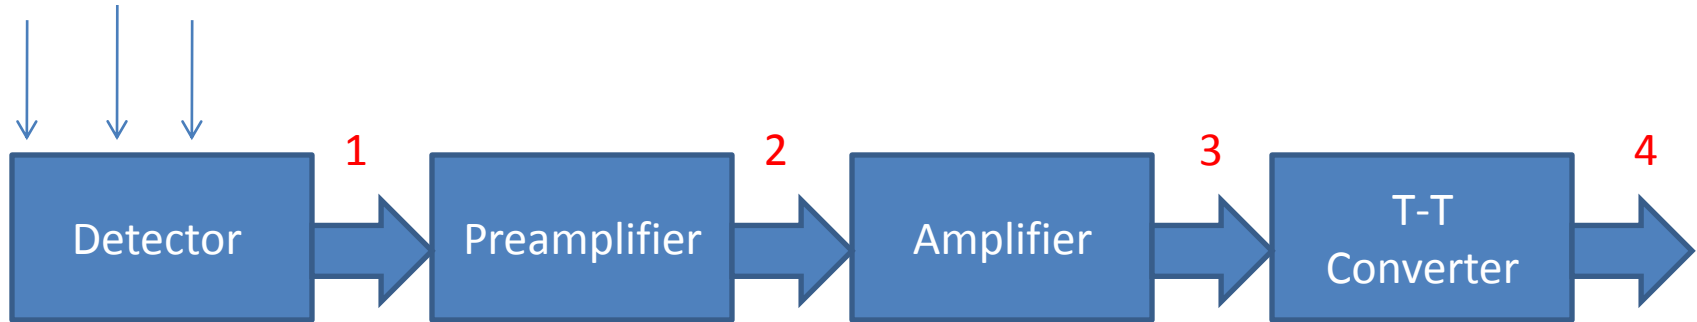 1
2
3
4
Detector
Preamplifier
Amplifier
T-T
Converter